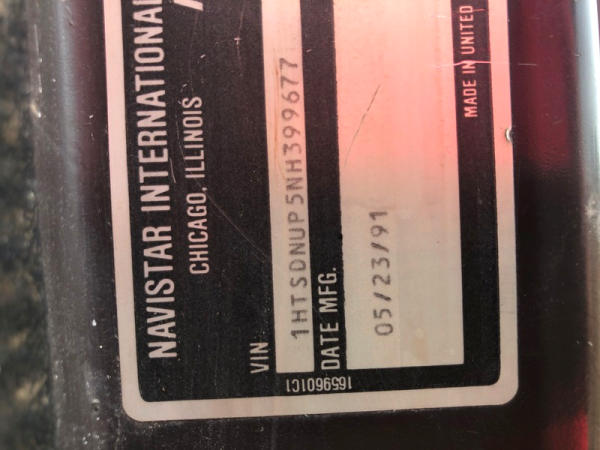 NAVISTAR INTERNATIONAL
CHICAGO, ILLINOIS
VIN
1HTSDNUP5NH399677
DATE MFG.
05/23/91
MADE IN UNITED
1659601C1